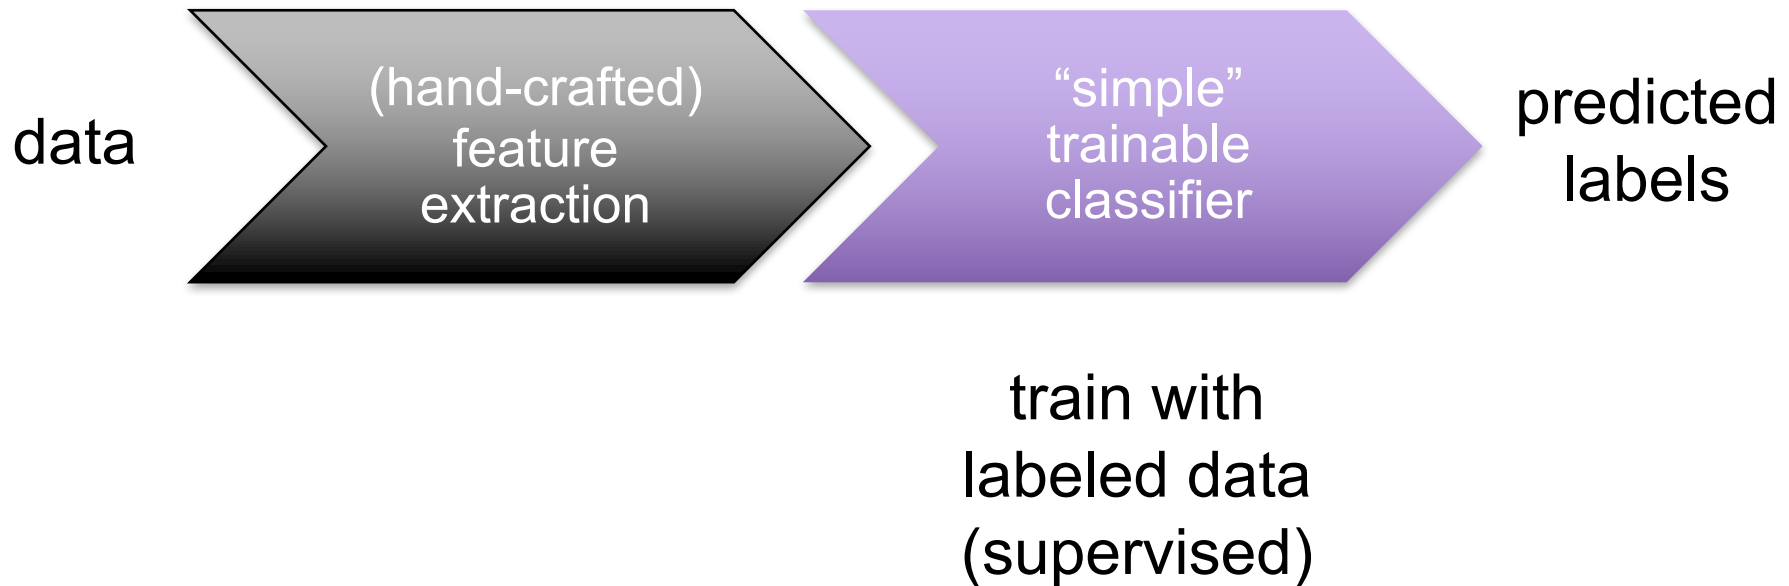 data
(hand-crafted)
feature
extraction
“simple”
trainable
classifier
predicted
labels
train with
labeled data
(supervised)